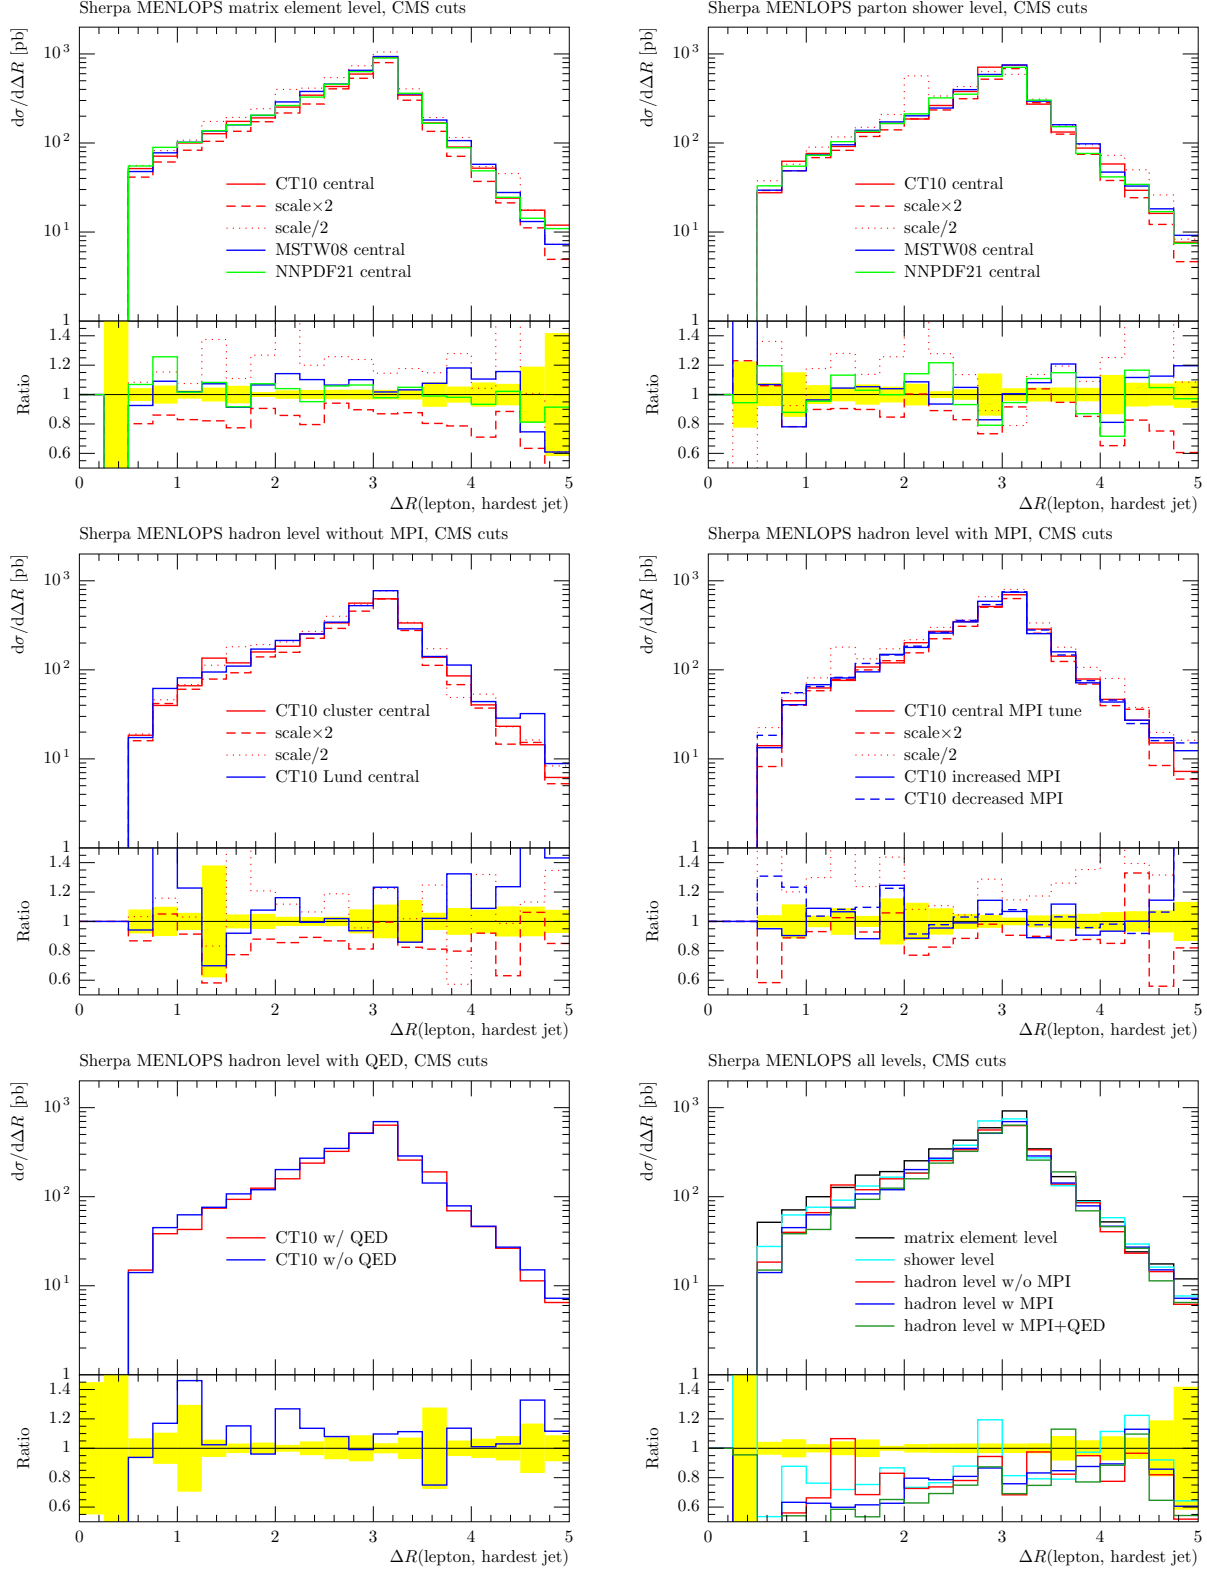 Sherpa MENLOPS matrix element level, CMS cuts
dσ/dΔR [pb]
10³
10²
10¹
1
CT10 central
scale×2
scale/2
MSTW08 central
NNPDF21 central
Ratio
1.4
1.2
1
0.8
0.6
0 1 2 3 4 5
ΔR(lepton, hardest jet)
Sherpa MENLOPS parton shower level, CMS cuts
dσ/dΔR [pb]
10³
10²
10¹
1
CT10 central
scale×2
scale/2
MSTW08 central
NNPDF21 central
Ratio
1.4
1.2
1
0.8
0.6
0 1 2 3 4 5
ΔR(lepton, hardest jet)
Sherpa MENLOPS hadron level without MPI, CMS cuts
dσ/dΔR [pb]
10³
10²
10¹
1
CT10 cluster central
scale×2
scale/2
CT10 Lund central
Ratio
1.4
1.2
1
0.8
0.6
0 1 2 3 4 5
ΔR(lepton, hardest jet)
Sherpa MENLOPS hadron level with MPI, CMS cuts
dσ/dΔR [pb]
10³
10²
10¹
1
CT10 central MPI tune
scale×2
scale/2
CT10 increased MPI
CT10 decreased MPI
Ratio
1.4
1.2
1
0.8
0.6
0 1 2 3 4 5
ΔR(lepton, hardest jet)
Sherpa MENLOPS hadron level with QED, CMS cuts
dσ/dΔR [pb]
10³
10²
10¹
1
CT10 w/ QED
CT10 w/o QED
Ratio
1.4
1.2
1
0.8
0.6
0 1 2 3 4 5
ΔR(lepton, hardest jet)
Sherpa MENLOPS all levels, CMS cuts
dσ/dΔR [pb]
10³
10²
10¹
1
matrix element level
shower level
hadron level w/o MPI
hadron level w MPI
hadron level w MPI+QED
Ratio
1.4
1.2
1
0.8
0.6
0 1 2 3 4 5
ΔR(lepton, hardest jet)